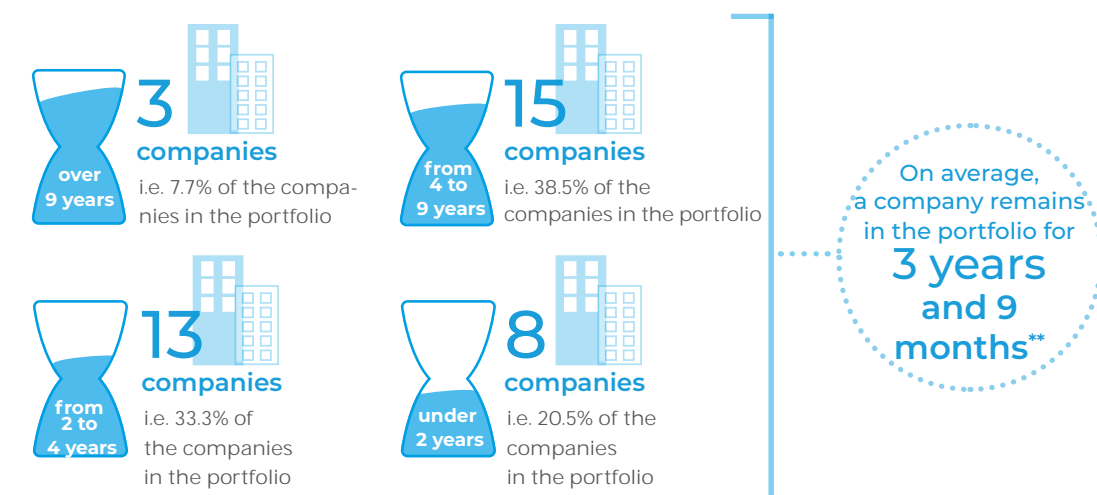 3
companies
over
9 years
i.e. 7.7% of the compa-
nies in the portfolio
15
companies
from
4 to
9 years
i.e. 38.5% of the
companies in the portfolio
13
companies
from
2 to
4 years
i.e. 33.3% of
the companies
in the portfolio
8
companies
under
2 years
i.e. 20.5% of the
companies
in the portfolio
On average,
a company remains
in the portfolio for
3 years
and 9
months**